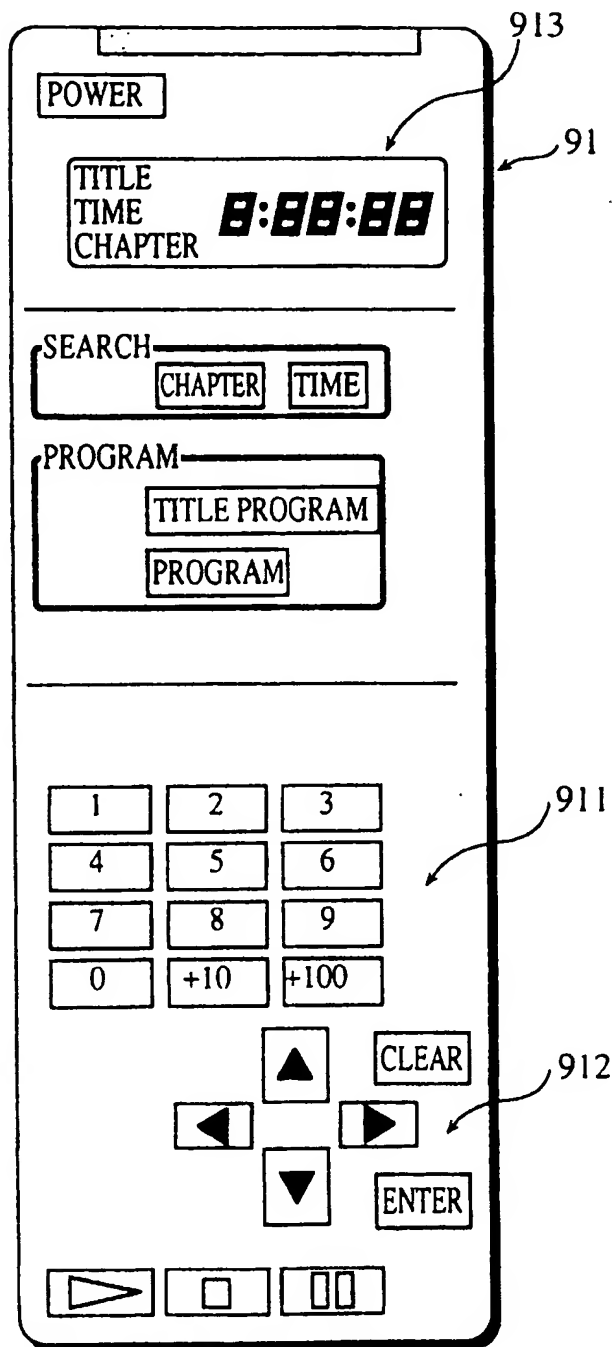 913
POWER
91
TITLE
TIME 8:88:88
CHAPTER
SEARCH
CHAPTER TIME
PROGRAM
TITLE PROGRAM
PROGRAM
1 2 3
911
4 5 6
7 8 9
0 +10 +100
CLEAR
912
ENTER